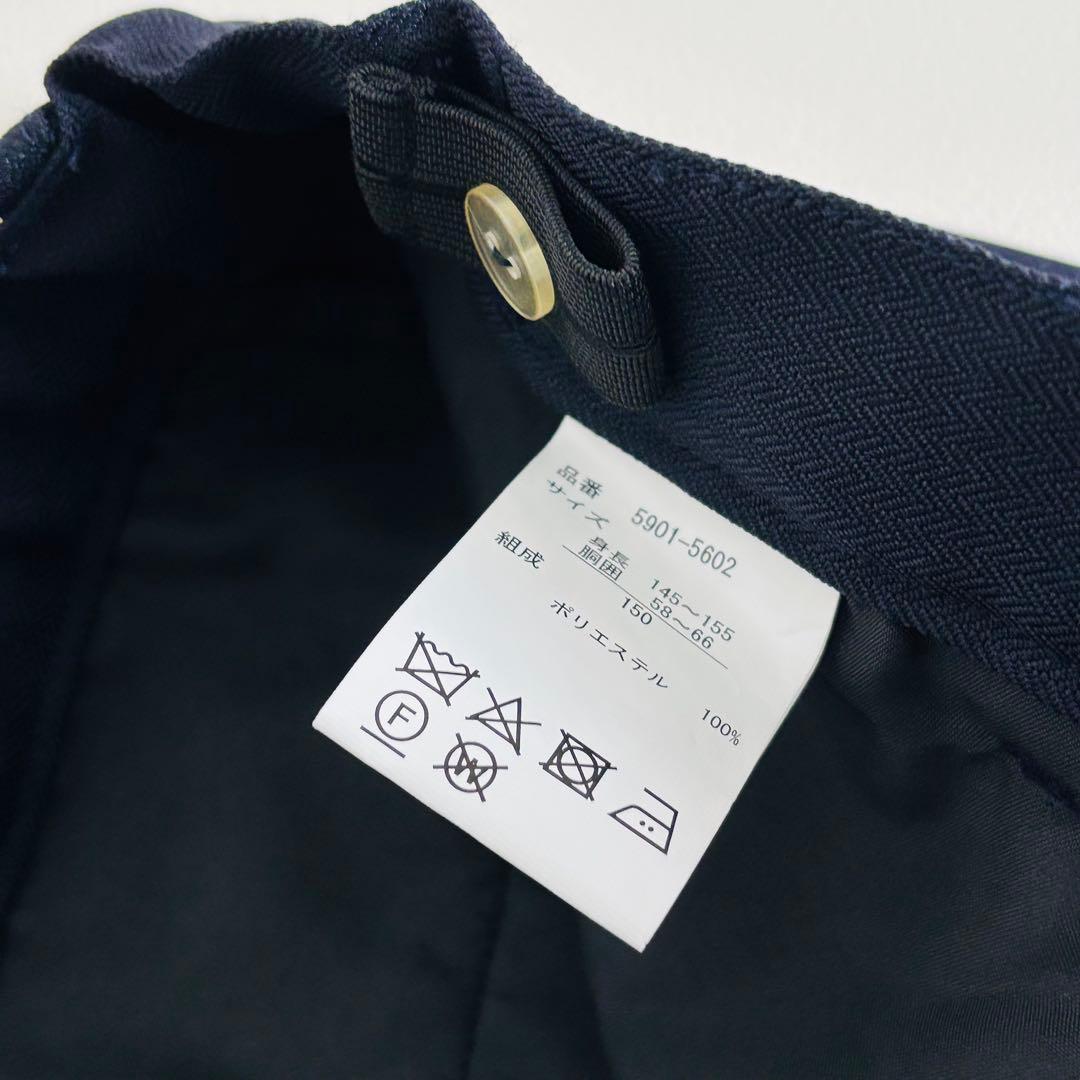 品番 5901-5602
サイズ
身長 145～155
胴囲 58～66
150
組成 ポリエステル 100%
F
W